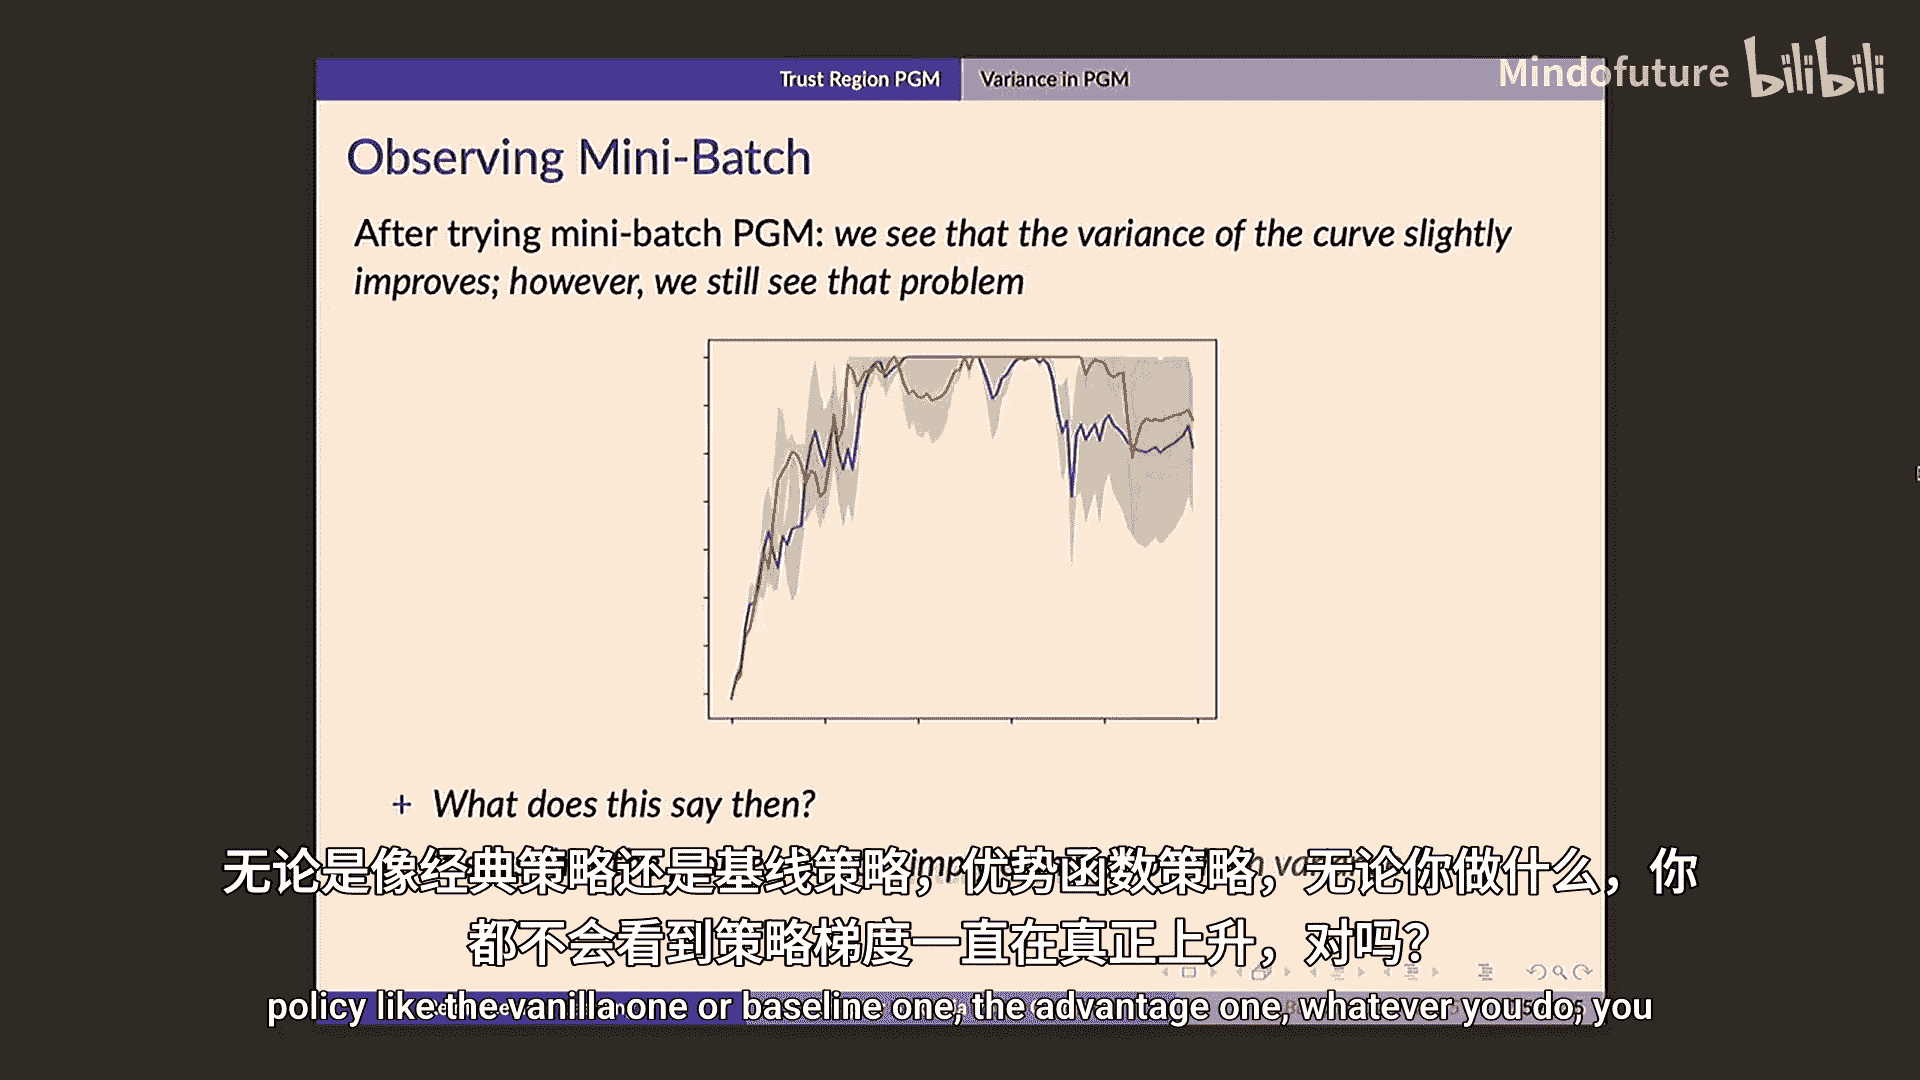 Trust Region PGM
Variance in PGM
Mindofuture bilibili
Observing Mini-Batch
After trying mini-batch PGM: we see that the variance of the curve slightly
improves; however, we still see that problem
+ What does this say then?
无论是像经典策略还是基线策略，优势函数策略，无论你做什么，你
都不会看到策略梯度一直在真正上升，对吗？
policy like the vanilla one or baseline one, the advantage one, whatever you do, you